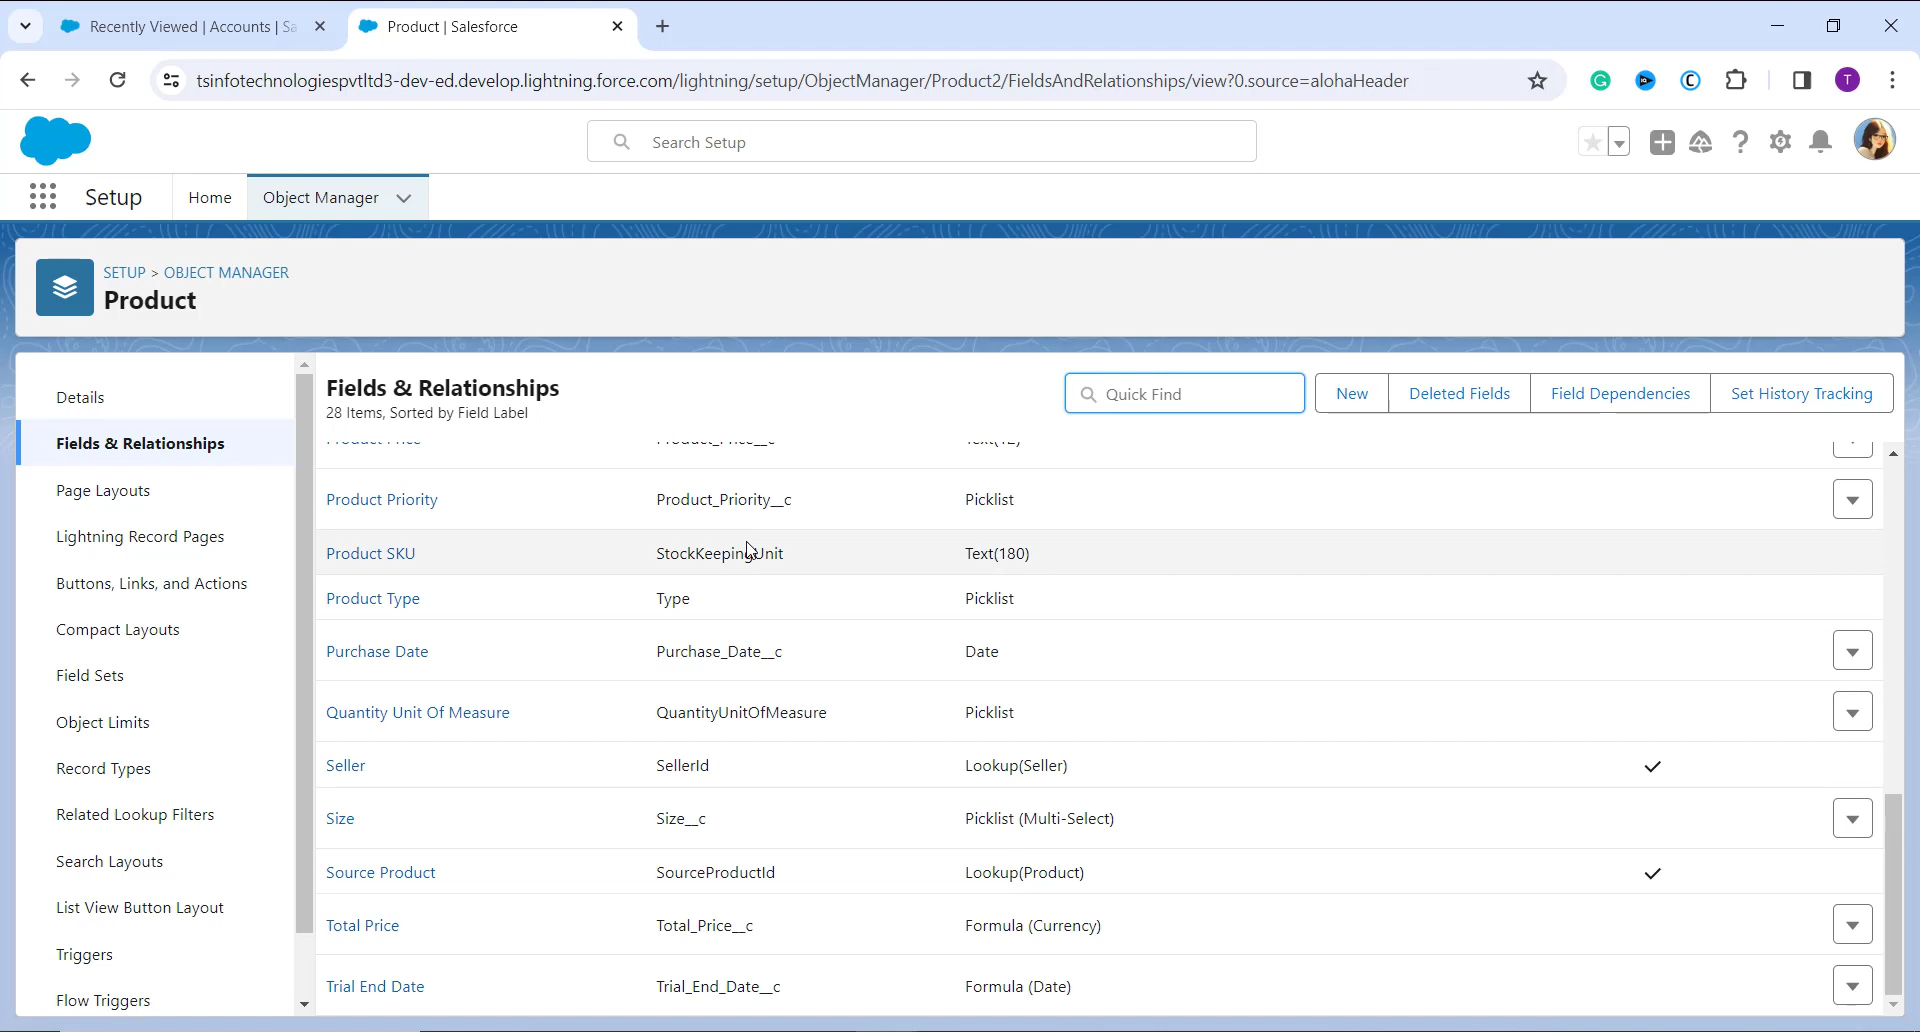 Recently Viewed | Accounts | Sa
Product | Salesforce
tsinfotechnologiespvtltd3-dev-ed.develop.lightning.force.com/lightning/setup/ObjectManager/Product2/FieldsAndRelationships/view?0.source=alohaHeader
T
Search Setup
Setup
Home
Object Manager
SETUP > OBJECT MANAGER
Product
Details
Fields & Relationships
Page Layouts
Lightning Record Pages
Buttons, Links, and Actions
Compact Layouts
Field Sets
Object Limits
Record Types
Related Lookup Filters
Search Layouts
List View Button Layout
Triggers
Flow Triggers
Fields & Relationships
28 Items, Sorted by Field Label
Quick Find
New
Deleted Fields
Field Dependencies
Set History Tracking
Product Priority Product_Priority__c Picklist
Product SKU StockKeepingUnit Text(180)
Product Type Type Picklist
Purchase Date Purchase_Date__c Date
Quantity Unit Of Measure QuantityUnitOfMeasure Picklist
Seller SellerId Lookup(Seller)
Size Size__c Picklist (Multi-Select)
Source Product SourceProductId Lookup(Product)
Total Price Total_Price__c Formula (Currency)
Trial End Date Trial_End_Date__c Formula (Date)